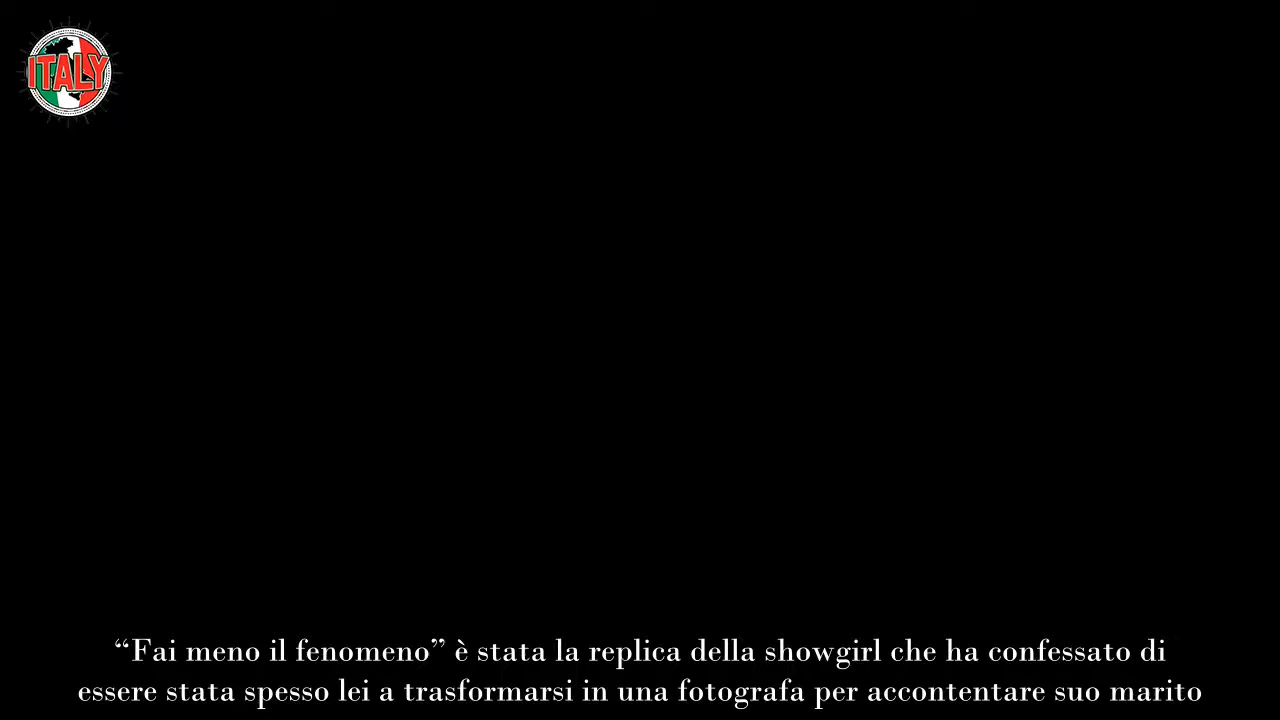 ITALY
“Fai meno il fenomeno” è stata la replica della showgirl che ha confessato di
essere stata spesso lei a trasformarsi in una fotografa per accontentare suo marito